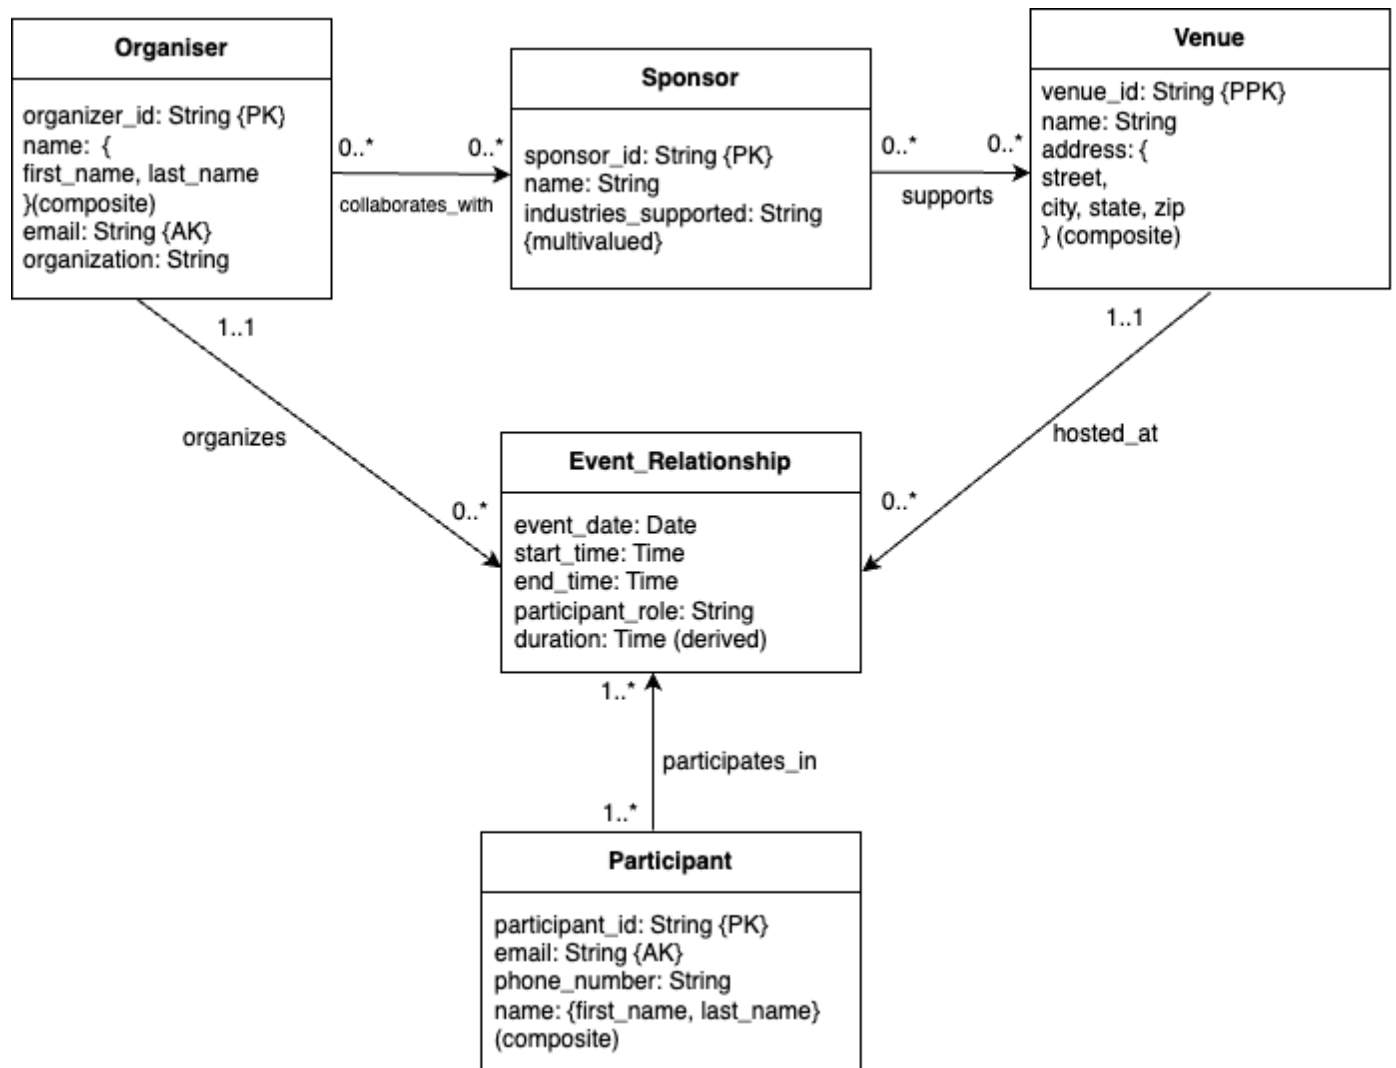 Organiser
organizer_id: String {PK}
name: {
first_name, last_name
}(composite)
email: String {AK}
organization: String
0..*
0..*
collaborates_with
Sponsor
sponsor_id: String {PK}
name: String
industries_supported: String
{multivalued}
0..*
0..*
supports
Venue
venue_id: String {PPK}
name: String
address: {
street,
city, state, zip
} (composite)
1..1
organizes
0..*
1..1
hosted_at
0..*
Event_Relationship
event_date: Date
start_time: Time
end_time: Time
participant_role: String
duration: Time (derived)
1..*
participates_in
1..*
Participant
participant_id: String {PK}
email: String {AK}
phone_number: String
name: {first_name, last_name}
(composite)